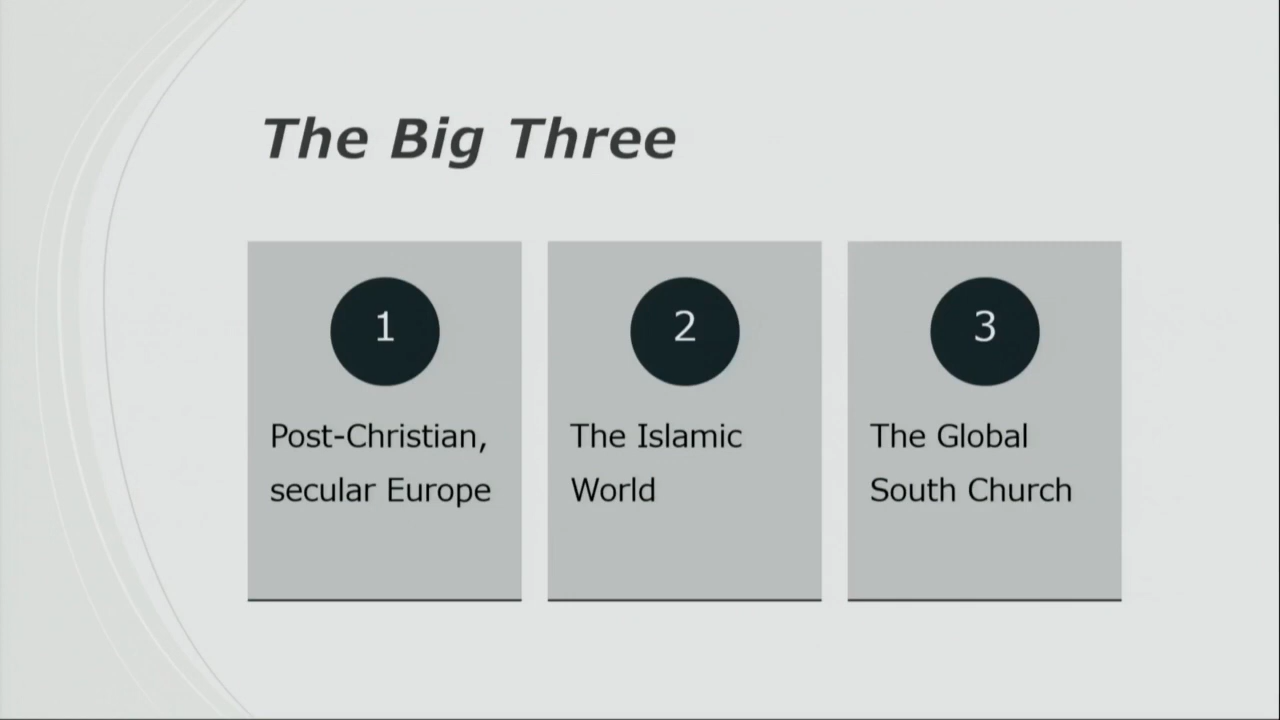 The Big Three
1
Post-Christian,
secular Europe
2
The Islamic
World
3
The Global
South Church